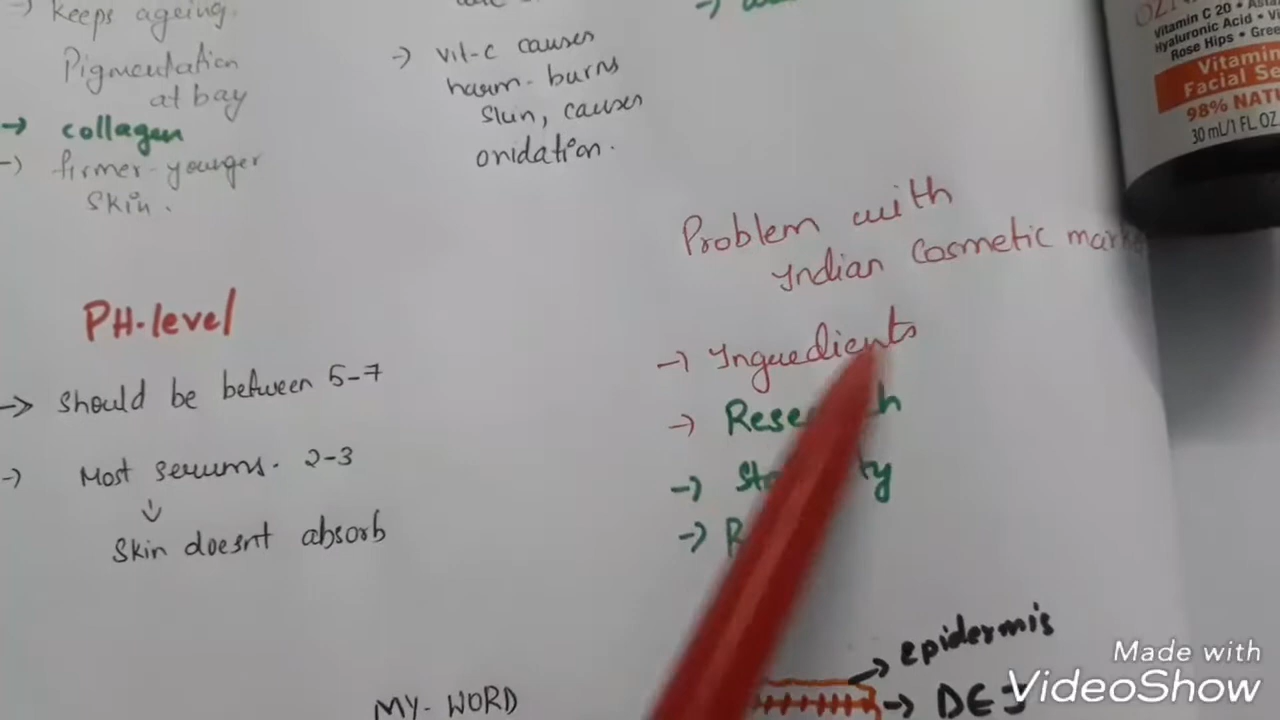 Keeps ageing.
Pigmentation
at bay
→ collagen
→ firmer-younger
Skin.
→ Vit-c causes
harm-burns
Skin, causes
oxidation.
PH-level
→ Should be between 5-7
→ Most serums. 2-3
↓
Skin doesnt absorb
Problem with
Indian Cosmetic
→ Ingredients
→
→
→
MY-WORD
→ epidermis
→ DEJ
Vitamin C 20 •
Hyaluronic Acid •
Rose Hips •
Vitamin
Facial
98%
30 mL/1 FL. OZ.
Made with
VideoShow